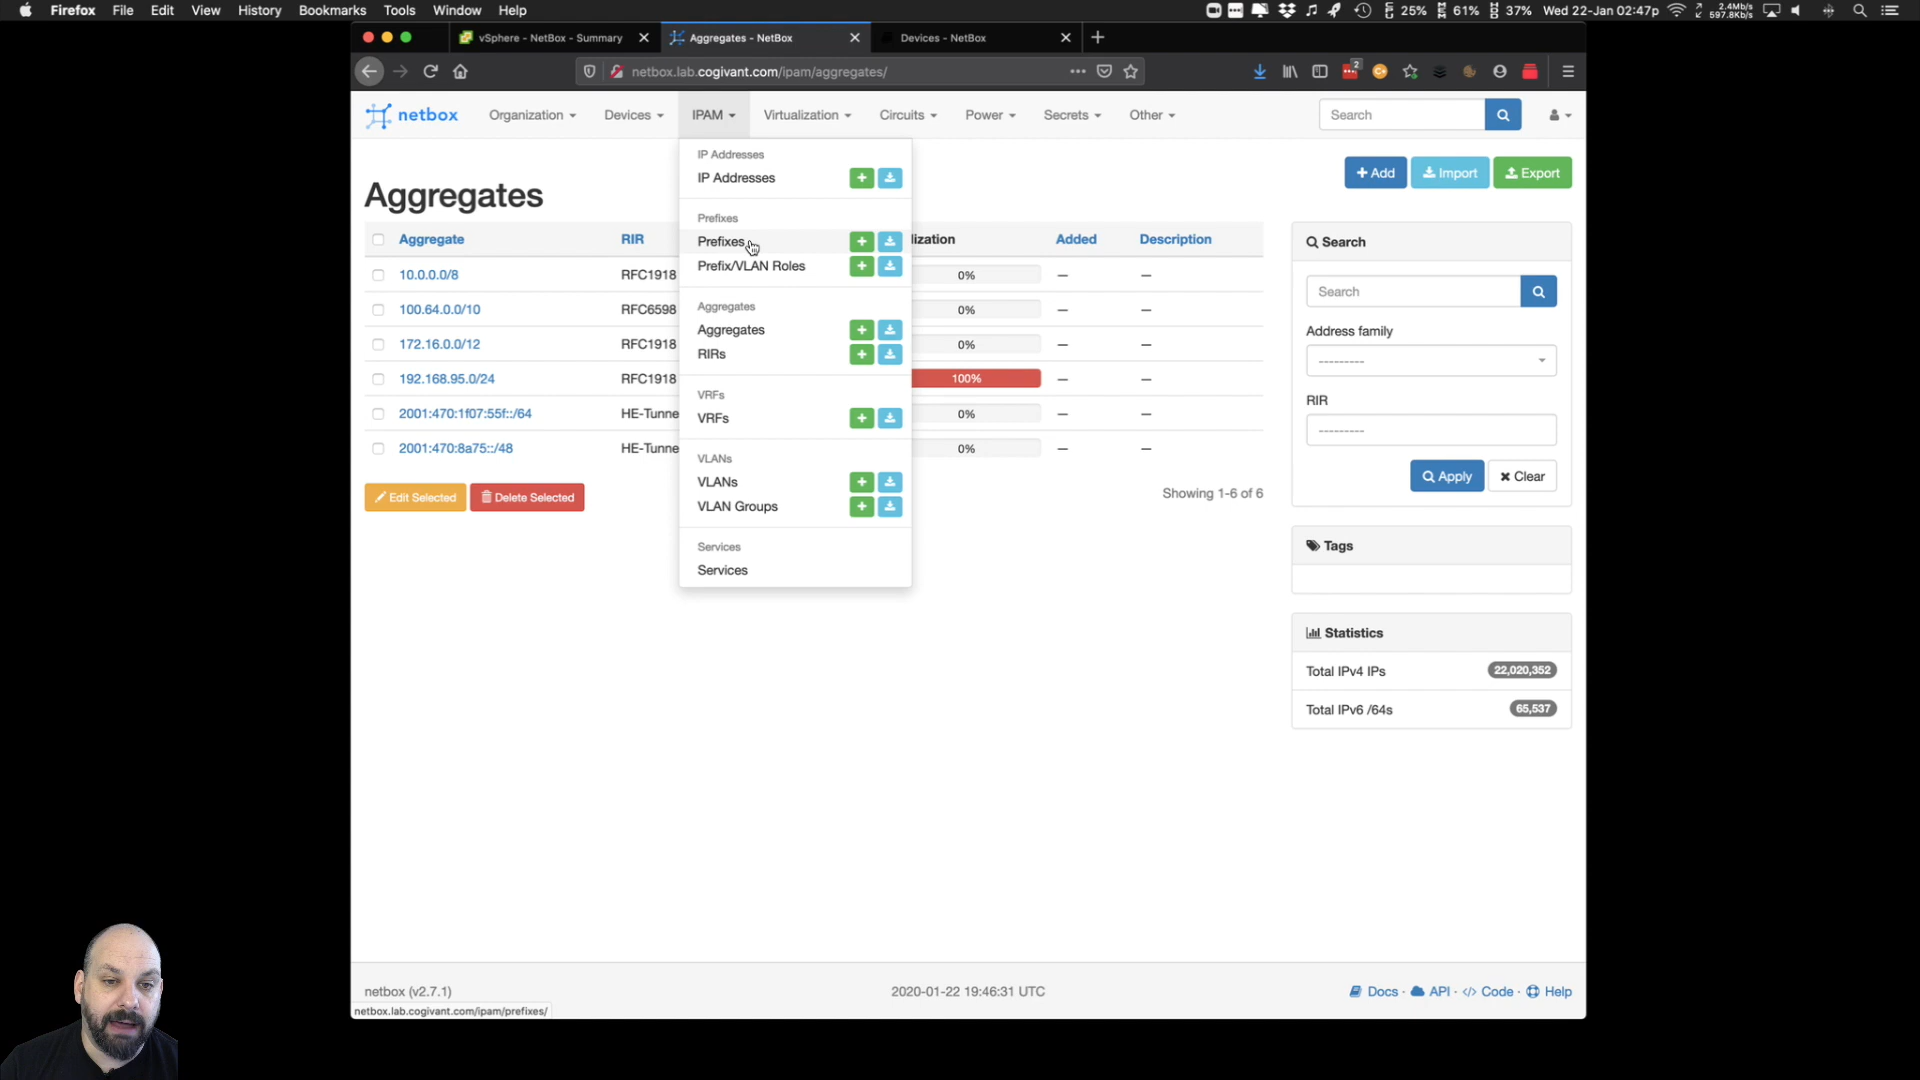 Firefox File Edit View History Bookmarks Tools Window Help 25% 61% 37% Wed 22-Jan 02:47p 2.4Mb/s 597.8Kb/s
vSphere - NetBox - Summary Aggregates - NetBox Devices - NetBox
netbox.lab.cogivant.com/ipam/aggregates/ 2
netbox Organization Devices IPAM Virtualization Circuits Power Secrets Other Search
Add Import Export
Aggregates
Aggregate RIR lization Added Description
10.0.0.0/8 RFC1918 0% — —
100.64.0.0/10 RFC6598 0% — —
172.16.0.0/12 RFC1918 0% — —
192.168.95.0/24 RFC1918 100% — —
2001:470:1f07:55f::/64 HE-Tunne 0% — —
2001:470:8a75::/48 HE-Tunne 0% — —
Edit Selected Delete Selected
Showing 1-6 of 6
IP Addresses
IP Addresses
Prefixes
Prefixes
Prefix/VLAN Roles
Aggregates
Aggregates
RIRs
VRFs
VRFs
VLANs
VLANs
VLAN Groups
Services
Services
Search
Search
Address family
---------
RIR
---------
Apply Clear
Tags
Statistics
Total IPv4 IPs 22,020,352
Total IPv6 /64s 65,537
netbox (v2.7.1) 2020-01-22 19:46:31 UTC Docs · API · Code · Help
netbox.lab.cogivant.com/ipam/prefixes/